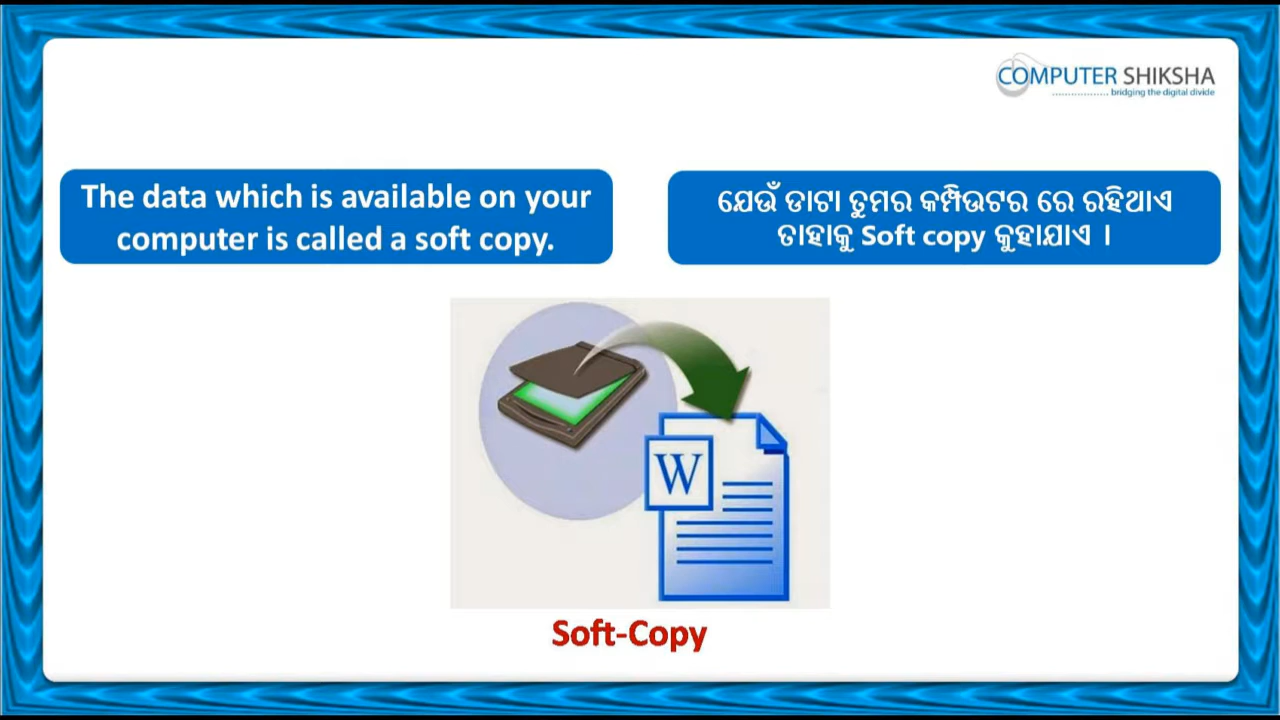 COMPUTER SHIKSHA
bridging the digital divide
The data which is available on your
computer is called a soft copy.
ଯେଉଁ ଡାଟା ତୁମର କମ୍ପିଉଟର ରେ ରହିଥାଏ
ତାହାକୁ Soft copy କୁହାଯାଏ ।
W
Soft-Copy